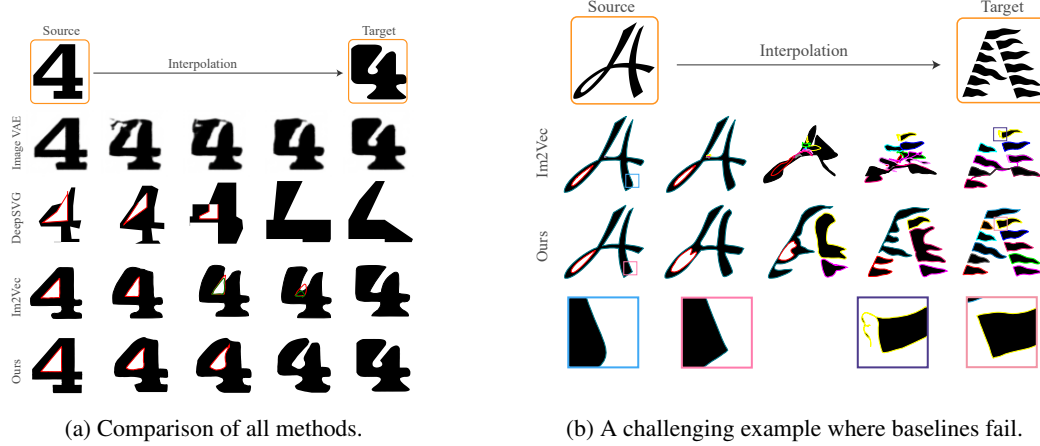 Source
Target
Interpolation
Image VAE
DeepSVG
Im2Vec
Ours
(a) Comparison of all methods.
Source
Target
Interpolation
Im2Vec
Ours
(b) A challenging example where baselines fail.